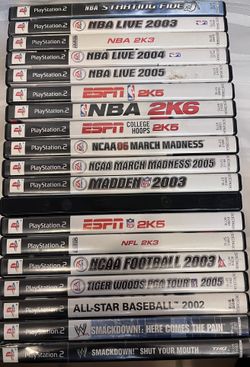 NBA STARTING FIVE
PlayStation 2 NBA LIVE 2003
PlayStation 2 NBA 2K3
PlayStation 2 NBA LIVE 2004
PlayStation 2 NBA LIVE 2005
PlayStation 2 ESPN 2K5
PlayStation 2 NBA 2K6
PlayStation 2 ESPN COLLEGE HOOPS 2K5
PlayStation 2 NCAA 06 MARCH MADNESS
PlayStation 2 NCAA MARCH MADNESS 2005
PlayStation 2 MADDEN NFL 2003
PlayStation 2 ESPN NFL 2K5
PlayStation 2 NFL 2K3
PlayStation 2 NCAA FOOTBALL 2003
PlayStation 2 TIGER WOODS PGA TOUR 2005
PlayStation 2 ALL-STAR BASEBALL 2002
PlayStation 2 SMACKDOWN! HERE COMES THE PAIN
PlayStation 2 SMACKDOWN! SHUT YOUR MOUTH THQ